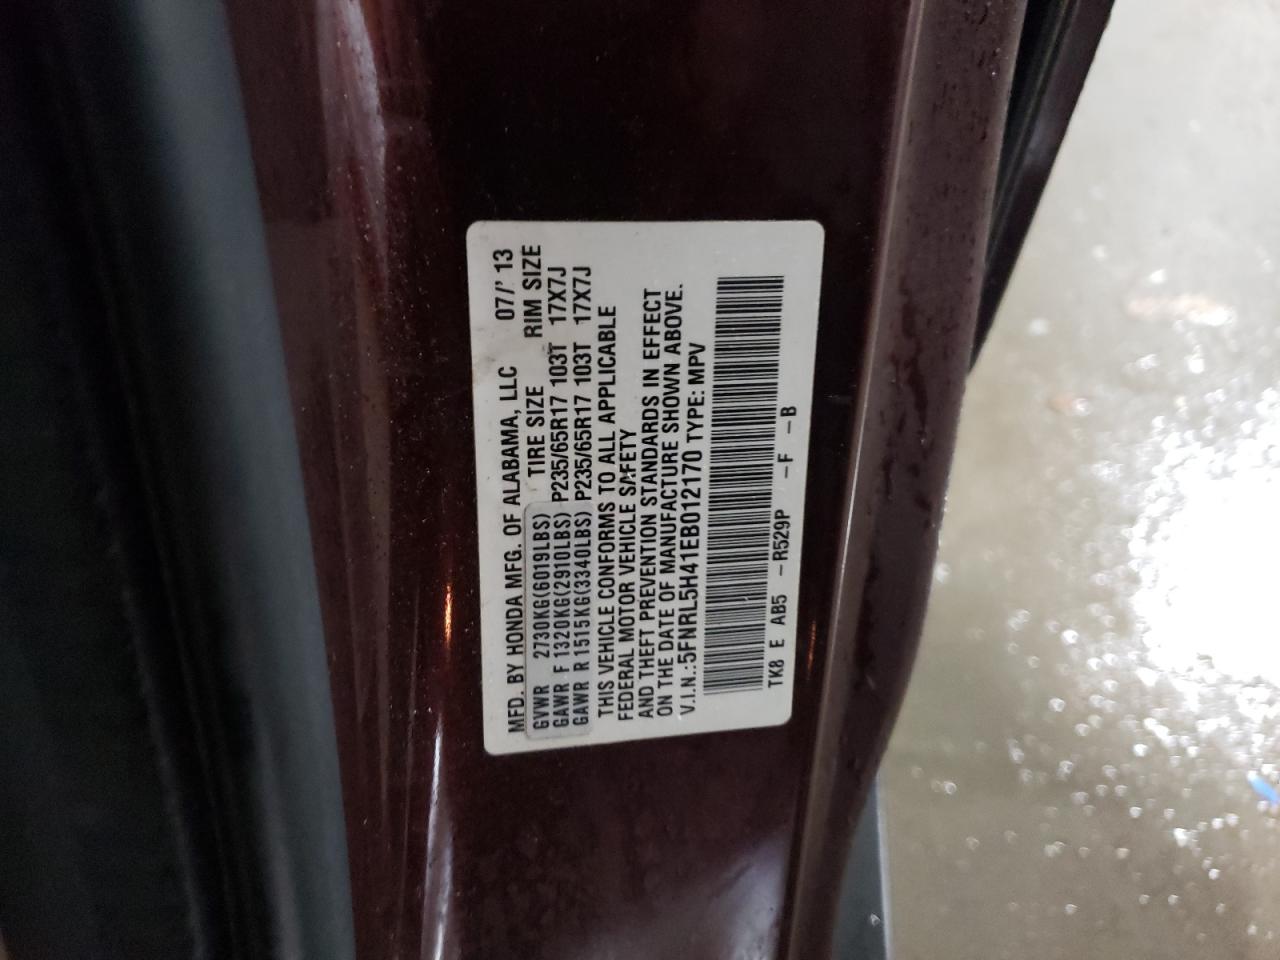 MFD. BY HONDA MFG. OF ALABAMA, LLC 07/' 13
GVWR 2730KG(6019LBS) TIRE SIZE RIM SIZE
GAWR F 1320KG(2910LBS) P235/65R17 103T 17X7J
GAWR R 1515KG(3340LBS) P235/65R17 103T 17X7J
THIS VEHICLE CONFORMS TO ALL APPLICABLE
FEDERAL MOTOR VEHICLE SAFETY
AND THEFT PREVENTION STANDARDS IN EFFECT
ON THE DATE OF MANUFACTURE SHOWN ABOVE.
V.I.N.:5FNRL5H41EB012170 TYPE: MPV
TK8 E AB5 -R529P -F -B